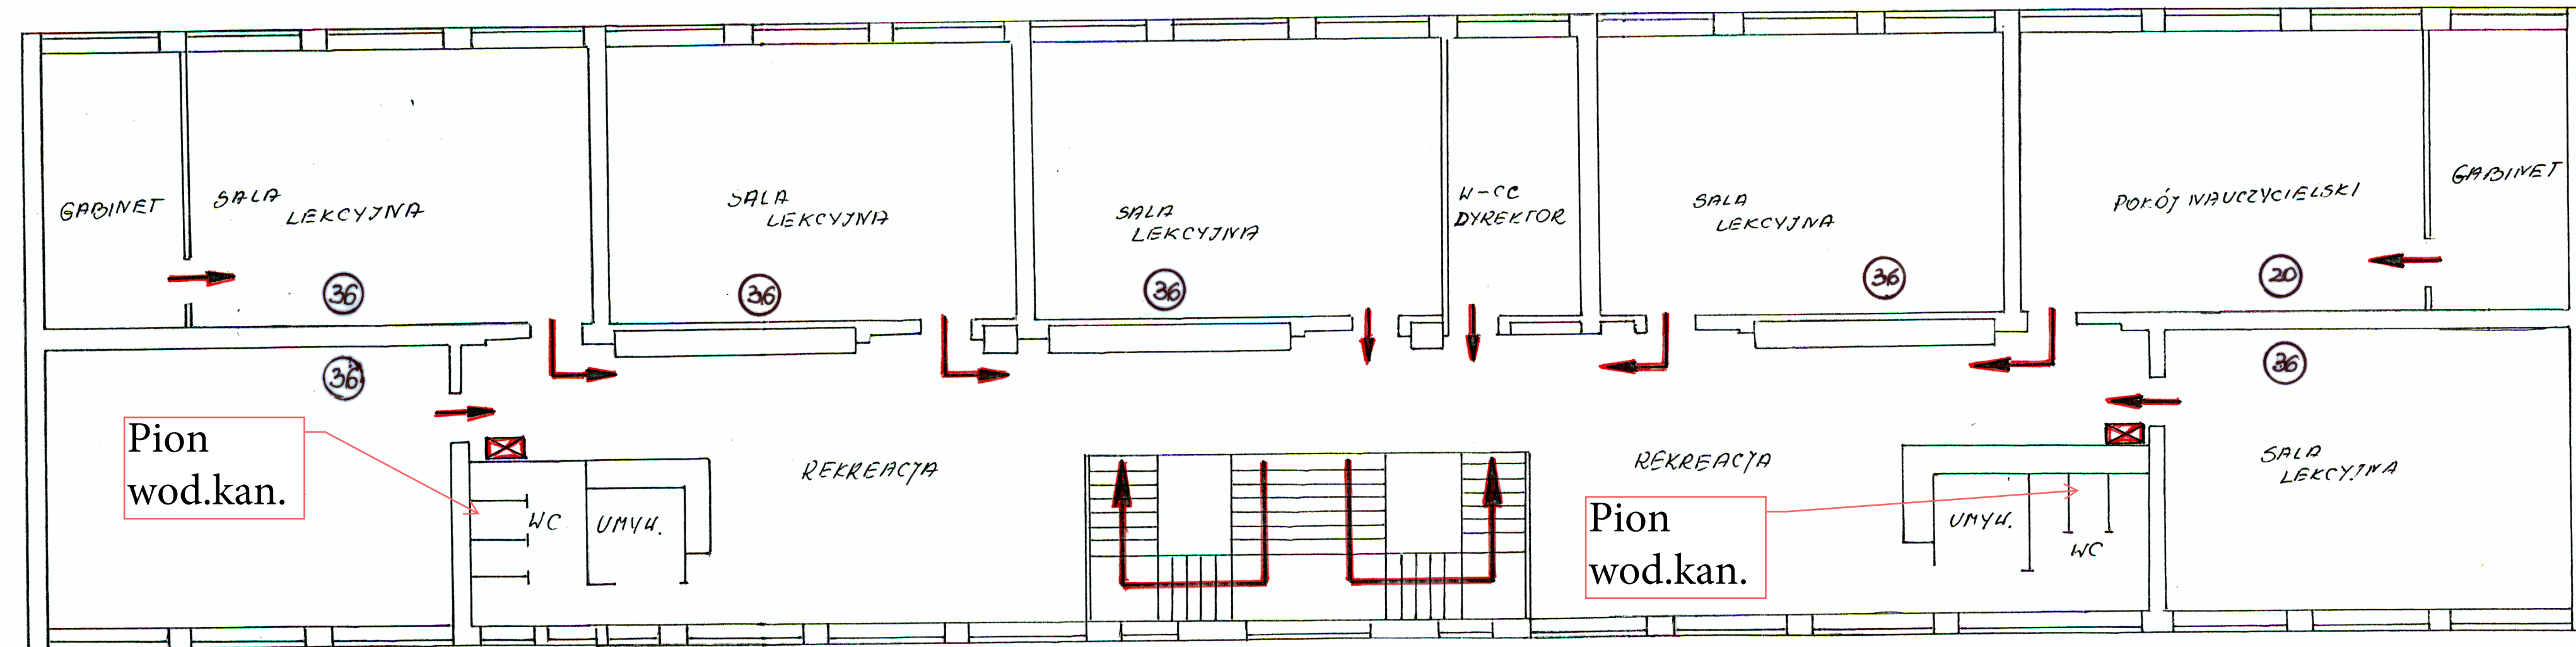 GABINET
SALA
LEKCYJNA
36
SALA
LEKCYJNA
36
SALA
LEKCYJNA
36
W-CC
DYREKTOR
SALA
LEKCYJNA
36
POKÓJ NAUCZYCIELSKI
20
GABINET
36
Pion
wod.kan.
WC
UMYW.
REKREACJA
REKREACJA
Pion
wod.kan.
UMYW.
WC
36
SALA
LEKCYJNA